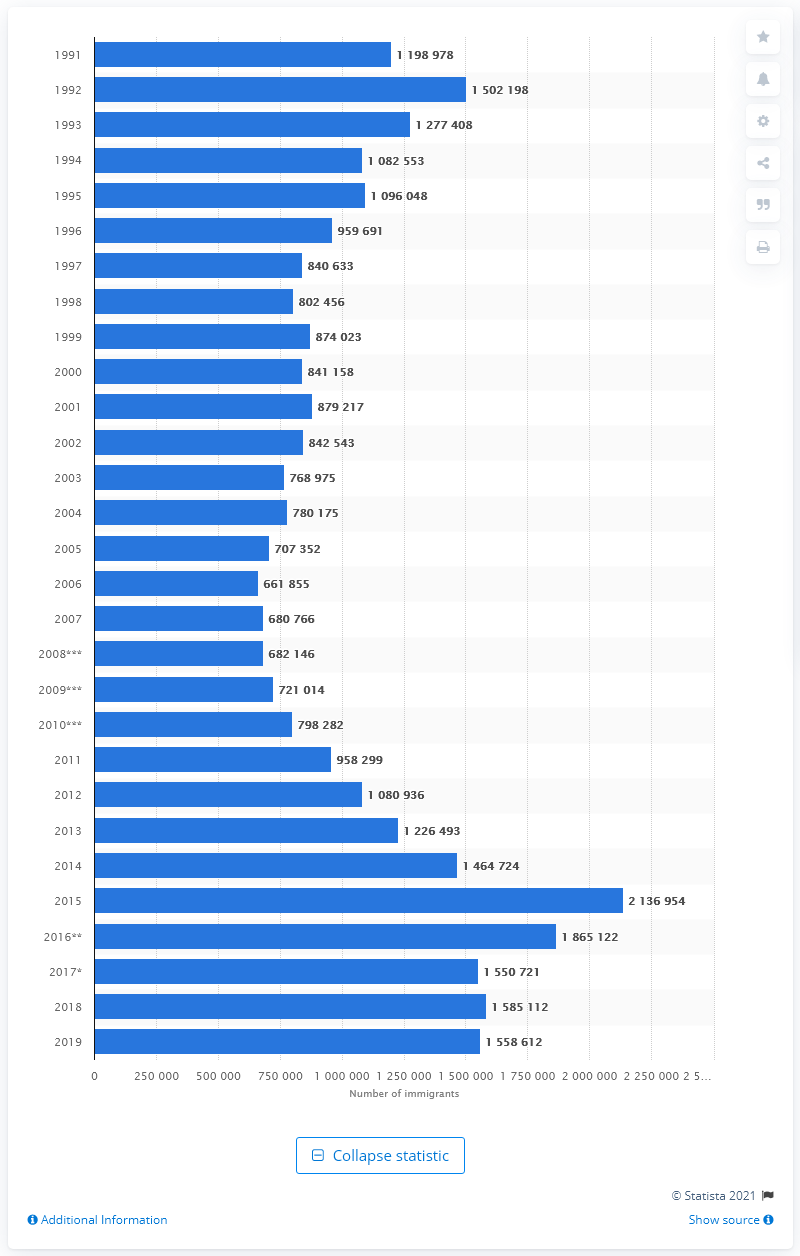 1991 1 198 978
1992 1 502 198
1993 1 277 408
1994 1 082 553
1995 1 096 048
1996 959 691
1997 840 633
1998 802 456
1999 874 023
2000 841 158
2001 879 217
2002 842 543
2003 768 975
2004 780 175
2005 707 352
2006 661 855
2007 680 766
2008*** 682 146
2009*** 721 014
2010*** 798 282
2011 958 299
2012 1 080 936
2013 1 226 493
2014 1 464 724
2015 2 136 954
2016** 1 865 122
2017* 1 550 721
2018 1 585 112
2019 1 558 612
0 250 000 500 000 750 000 1 000 000 1 250 000 1 500 000 1 750 000 2 000 000 2 250 000 2 5...
Number of immigrants
Collapse statistic
© Statista 2021
Additional Information Show source